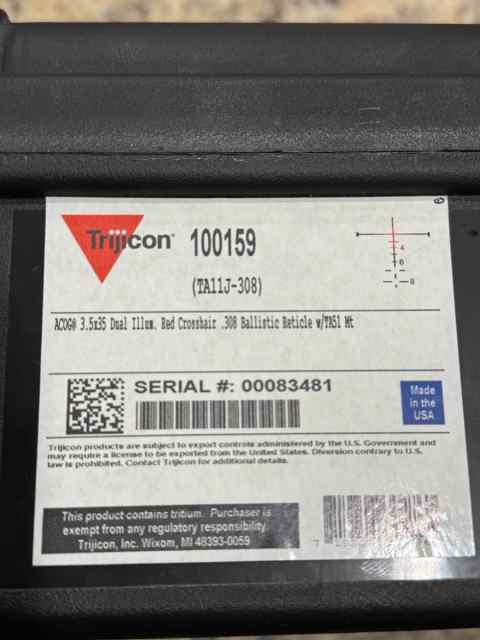 Trijicon® 100159
(TA11J-308)
4
6
8
ACOG® 3.5x35 Dual Illum. Red Crosshair .308 Ballistic Reticle w/TA51 Mt
SERIAL #: 00083481
Made
in the
USA
Trijicon products are subject to export controls administered by the U.S. Government and
may require a license to be exported from the United States. Diversion contrary to U.S.
law is prohibited. Contact Trijicon for additional details.
This product contains tritium. Purchaser is
exempt from any regulatory responsibility.
Trijicon, Inc. Wixom, MI 48393-0059
7